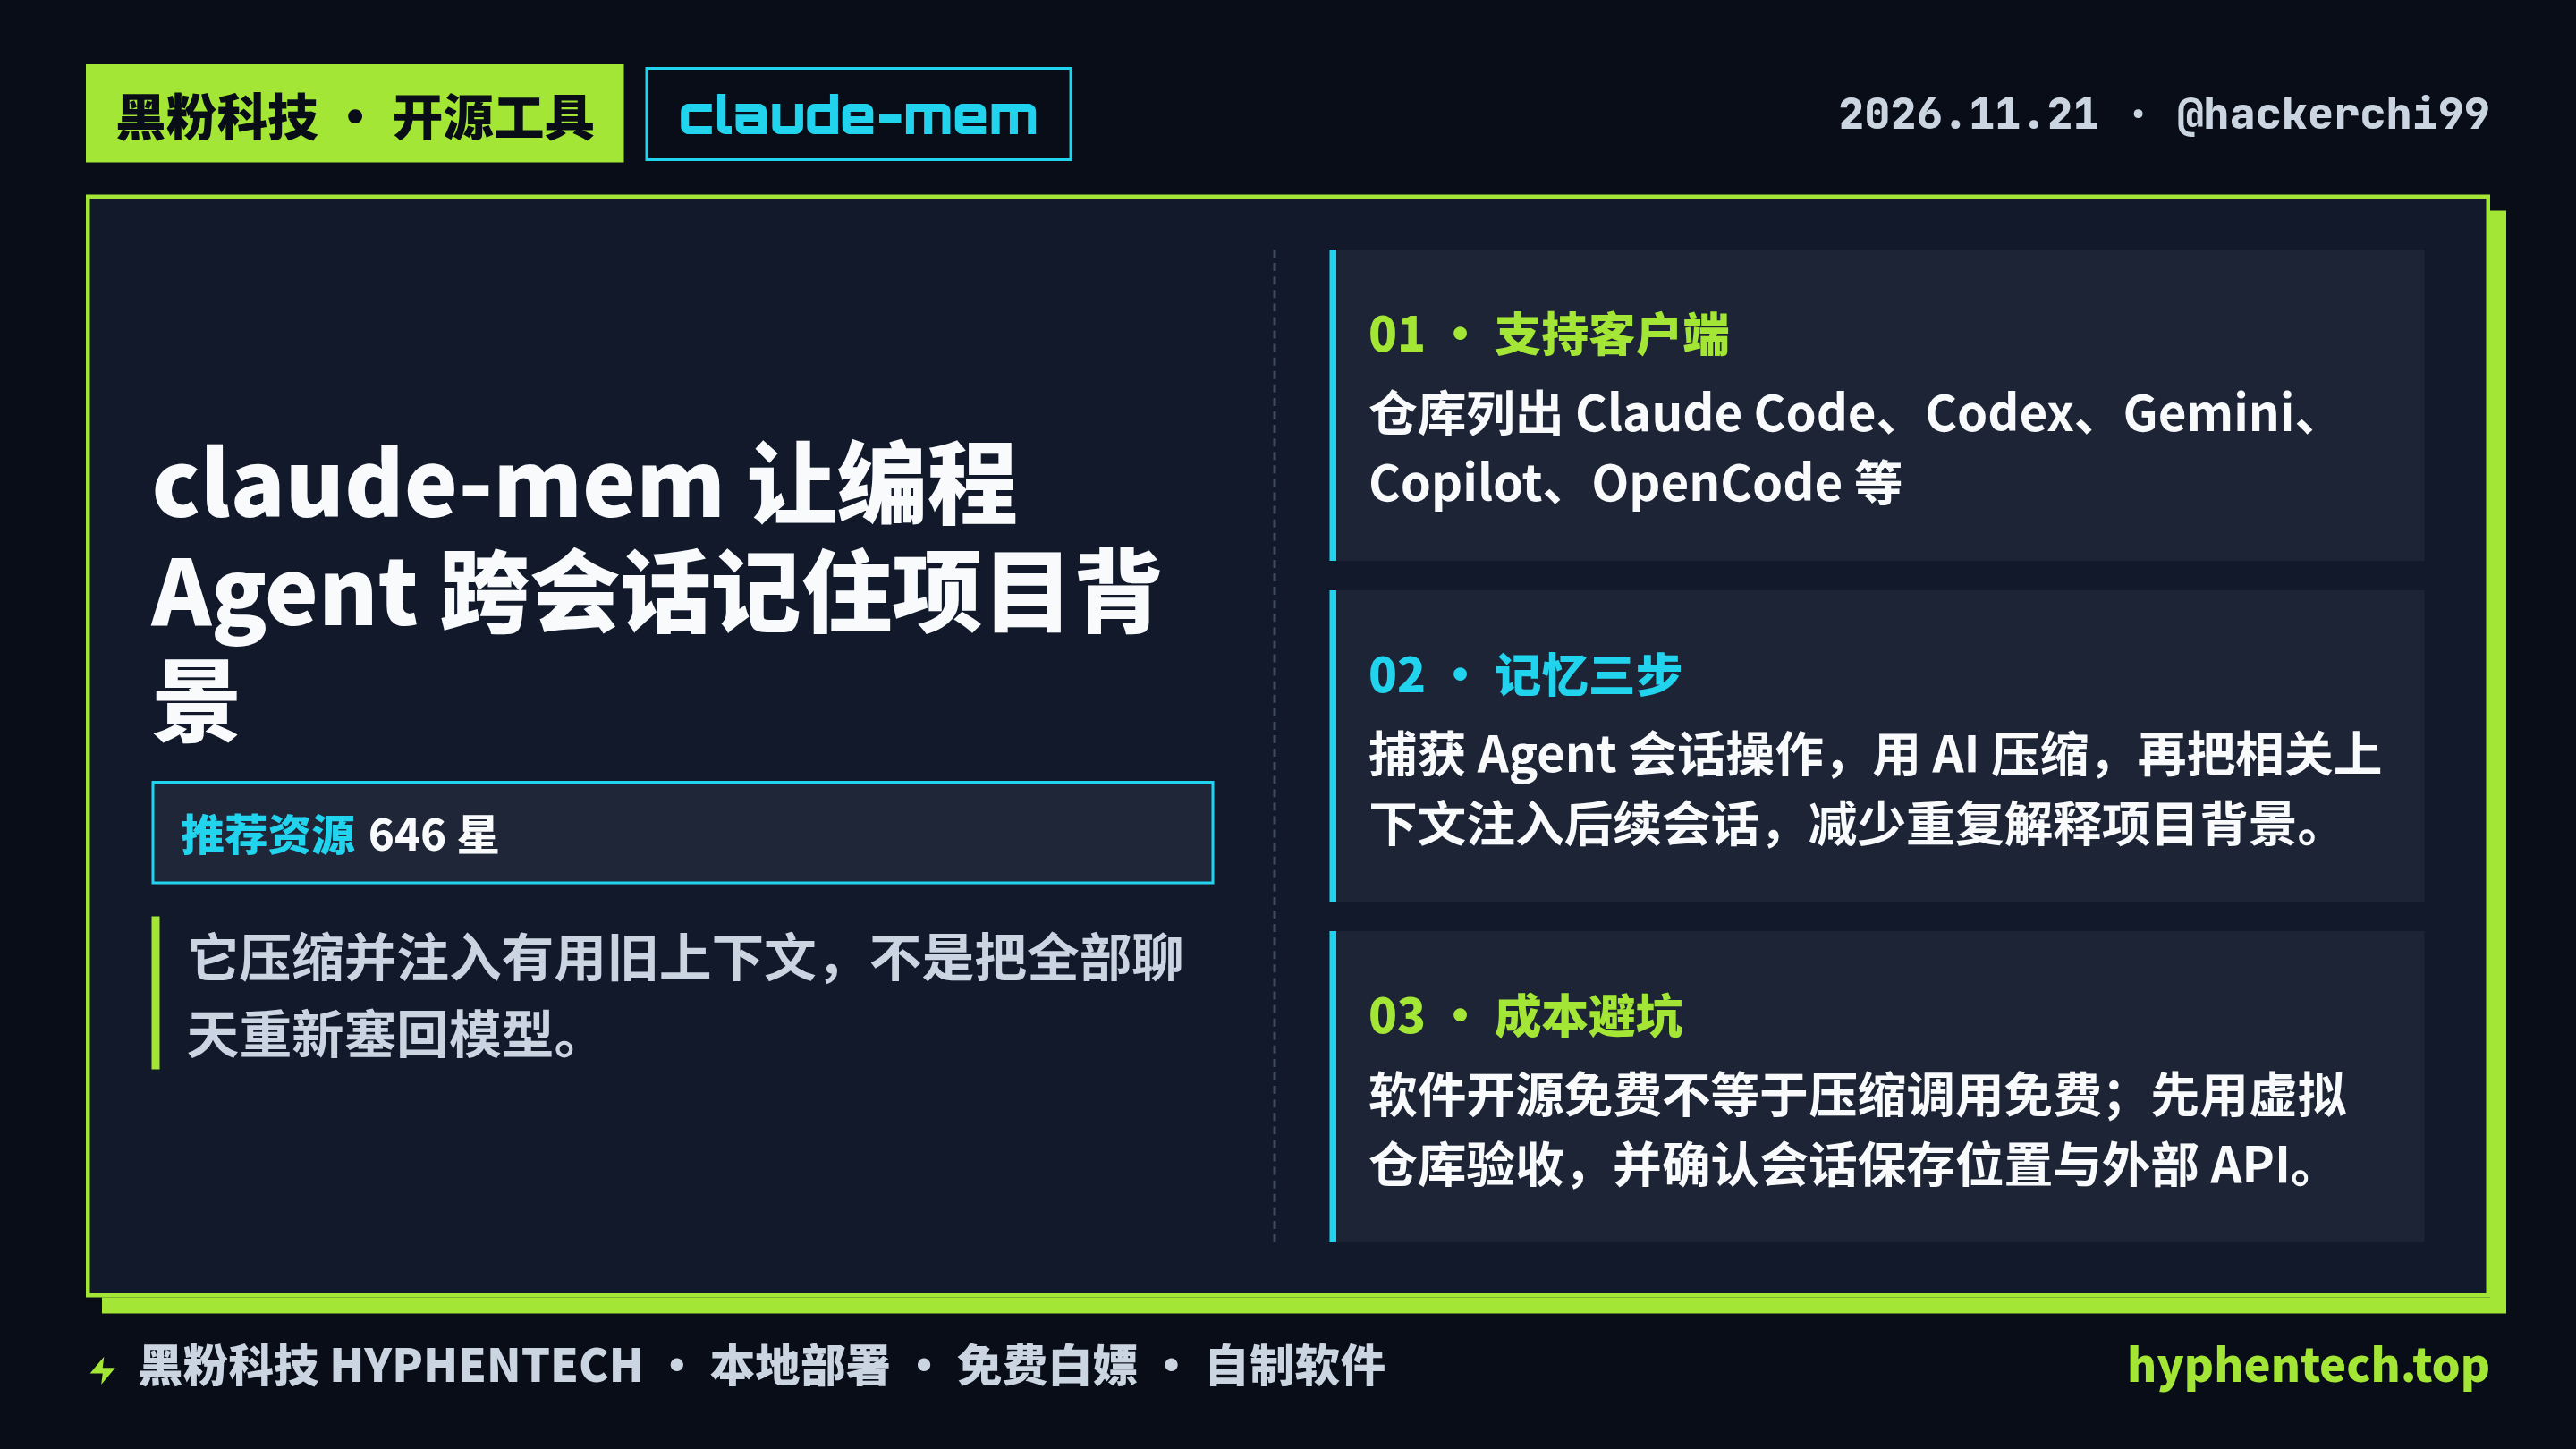 黑粉科技 · 开源工具
claude-mem
2026.11.21 · @hackerchi99
claude-mem 让编程
Agent 跨会话记住项目背
景
推荐资源 646 星
它压缩并注入有用旧上下文，不是把全部聊
天重新塞回模型。
01 · 支持客户端
仓库列出 Claude Code、Codex、Gemini、
Copilot、OpenCode 等
02 · 记忆三步
捕获 Agent 会话操作，用 AI 压缩，再把相关上
下文注入后续会话，减少重复解释项目背景。
03 · 成本避坑
软件开源免费不等于压缩调用免费；先用虚拟
仓库验收，并确认会话保存位置与外部 API。
黑粉科技 HYPHENTECH · 本地部署 · 免费白嫖 · 自制软件
hyphentech.top